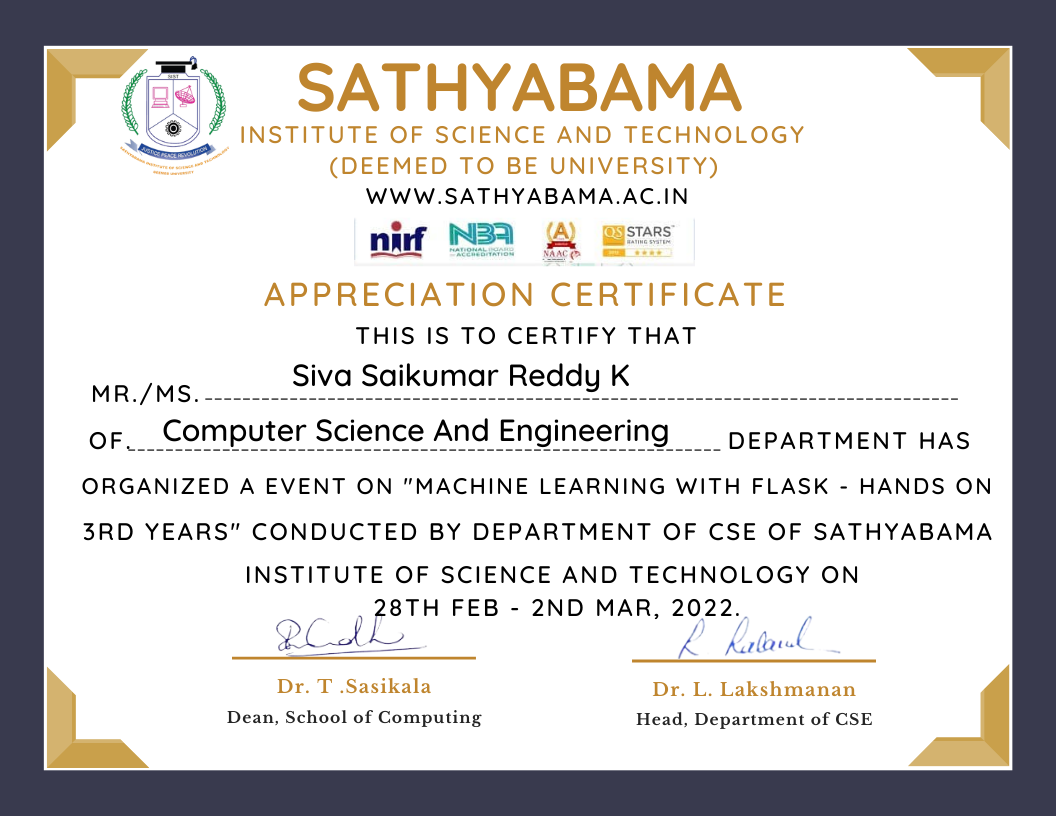 SIST
JUSTICE PEACE REVOLUTION
SATHYABAMA INSTITUTE OF SCIENCE AND TECHNOLOGY
DEEMED UNIVERSITY
SATHYABAMA
INSTITUTE OF SCIENCE AND TECHNOLOGY
(DEEMED TO BE UNIVERSITY)
WWW.SATHYABAMA.AC.IN
nirf
NBA
NATIONAL BOARD
of ACCREDITATION
A
NAAC
QS STARS
RATING SYSTEM
APPRECIATION CERTIFICATE
THIS IS TO CERTIFY THAT
MR./MS. Siva Saikumar Reddy K
OF. Computer Science And Engineering DEPARTMENT HAS
ORGANIZED A EVENT ON "MACHINE LEARNING WITH FLASK - HANDS ON
3RD YEARS" CONDUCTED BY DEPARTMENT OF CSE OF SATHYABAMA
INSTITUTE OF SCIENCE AND TECHNOLOGY ON
28TH FEB - 2ND MAR, 2022.
Dr. T .Sasikala
Dean, School of Computing
Dr. L. Lakshmanan
Head, Department of CSE